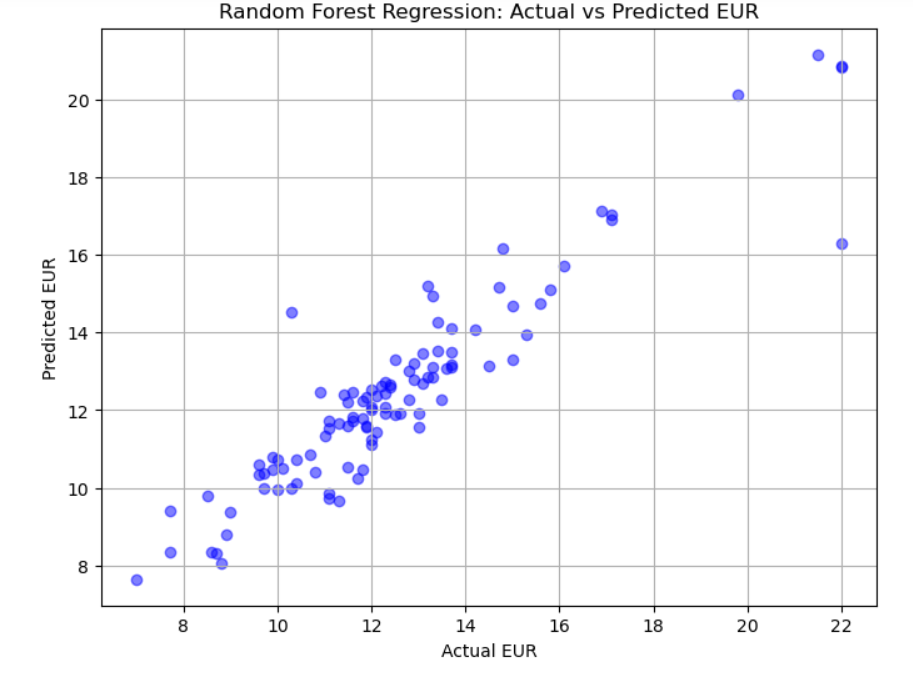 Random Forest Regression: Actual vs Predicted EUR
Predicted EUR
20
18
16
14
12
10
8
8 10 12 14 16 18 20 22
Actual EUR